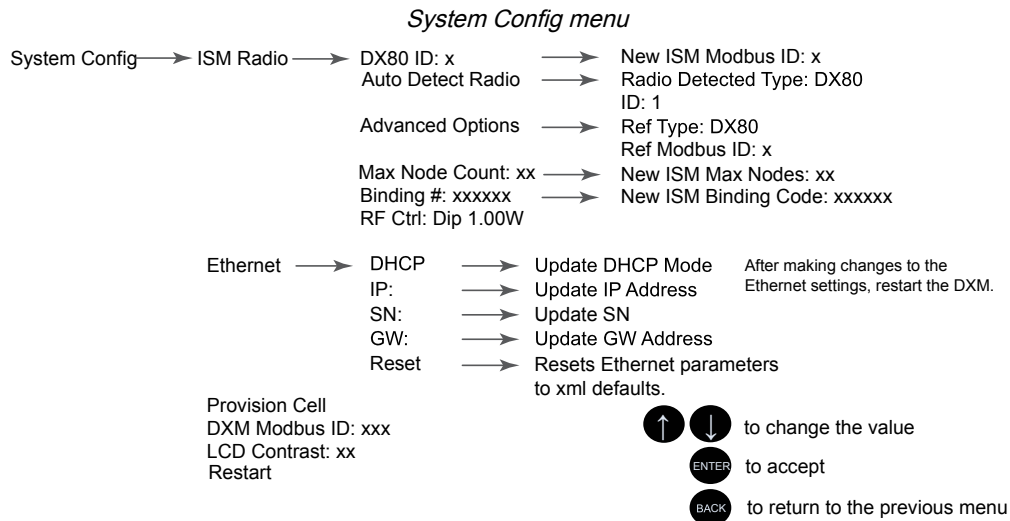 System Config menu
System Config ISM Radio DX80 ID: x New ISM Modbus ID: x
Auto Detect Radio Radio Detected Type: DX80
ID: 1
Advanced Options Ref Type: DX80
Ref Modbus ID: x
Max Node Count: xx New ISM Max Nodes: xx
Binding #: xxxxxx New ISM Binding Code: xxxxxx
RF Ctrl: Dip 1.00W
Ethernet DHCP Update DHCP Mode After making changes to the
IP: Update IP Address Ethernet settings, restart the DXM.
SN: Update SN
GW: Update GW Address
Reset Resets Ethernet parameters
to xml defaults.
Provision Cell
DXM Modbus ID: xxx
LCD Contrast: xx
Restart
to change the value
ENTER to accept
BACK to return to the previous menu